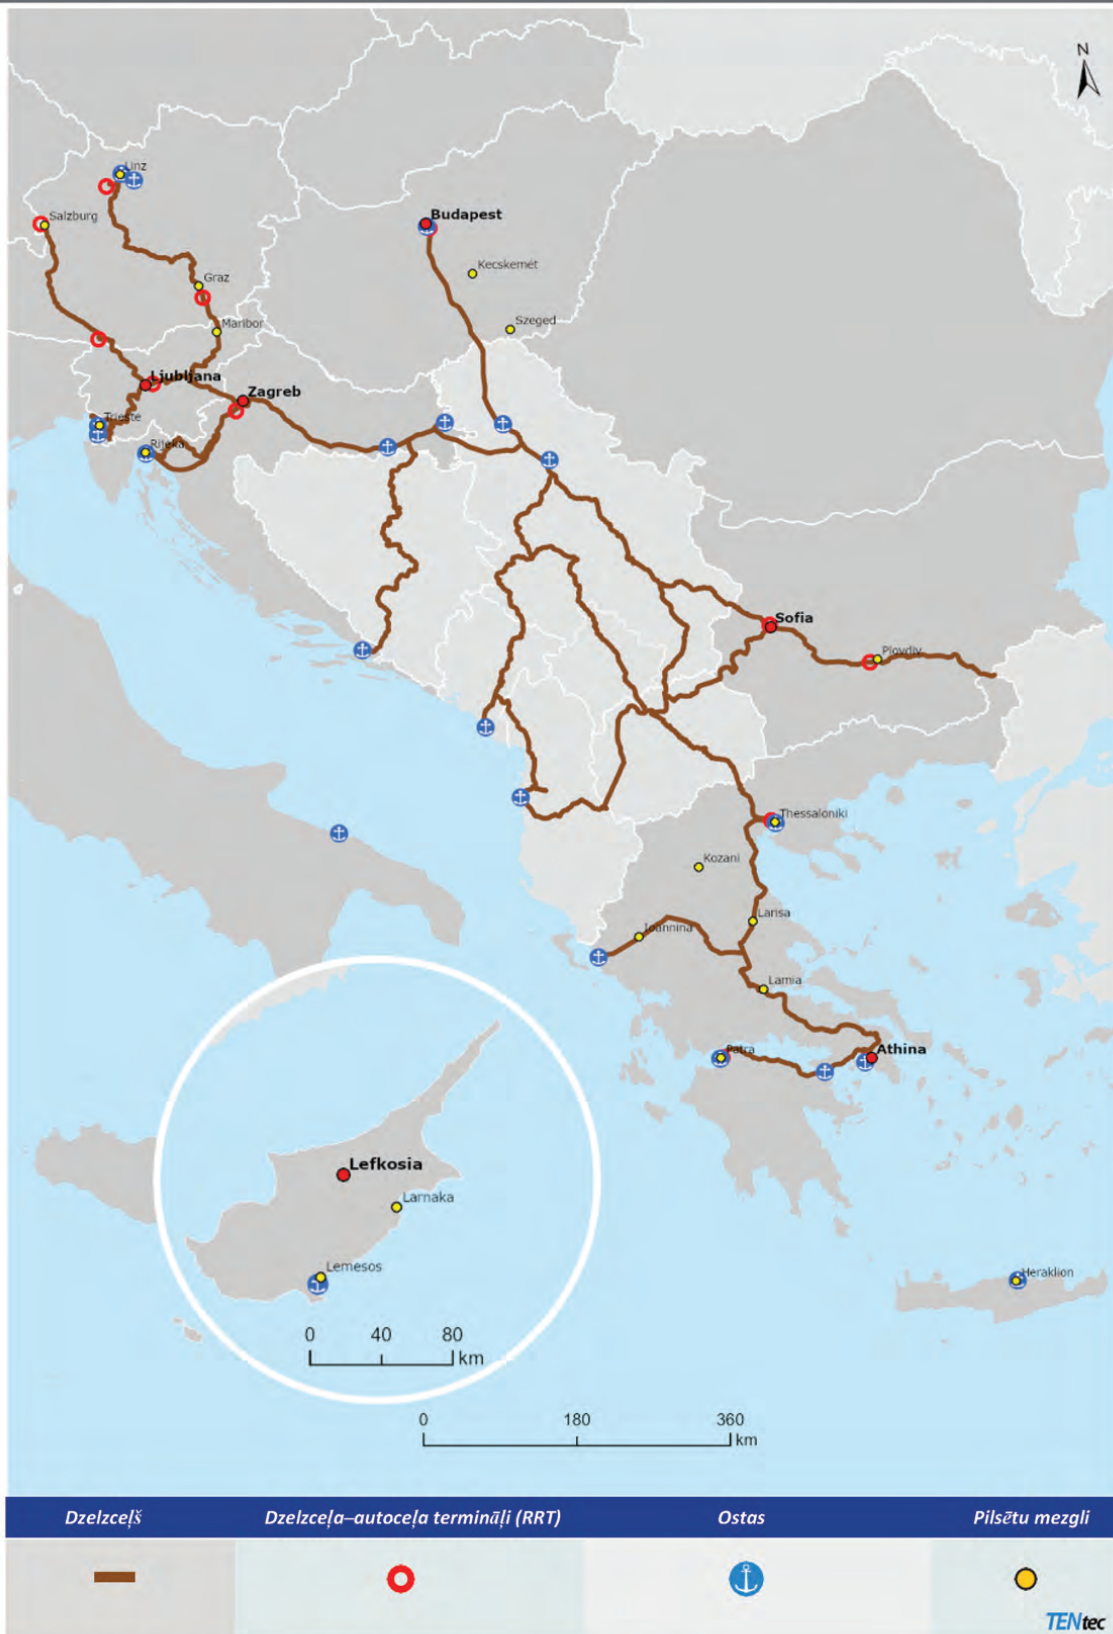 N
Linz
Salzburg
Budapest
Kecskemét
Graz
Szeged
Maribor
Ljubljana
Zagreb
Trieste
Rijeka
Sofia
Plovdiv
Thessaloniki
Kozani
Larisa
Ioannina
Lamia
Patra
Athina
Lefkosia
Larnaka
Lemesos
Heraklion
0 40 80
km
0 180 360
km
Dzelzceļš Dzelzceļa–autoceļa termināļi (RRT) Ostas Pilsētu mezgli
TENtec